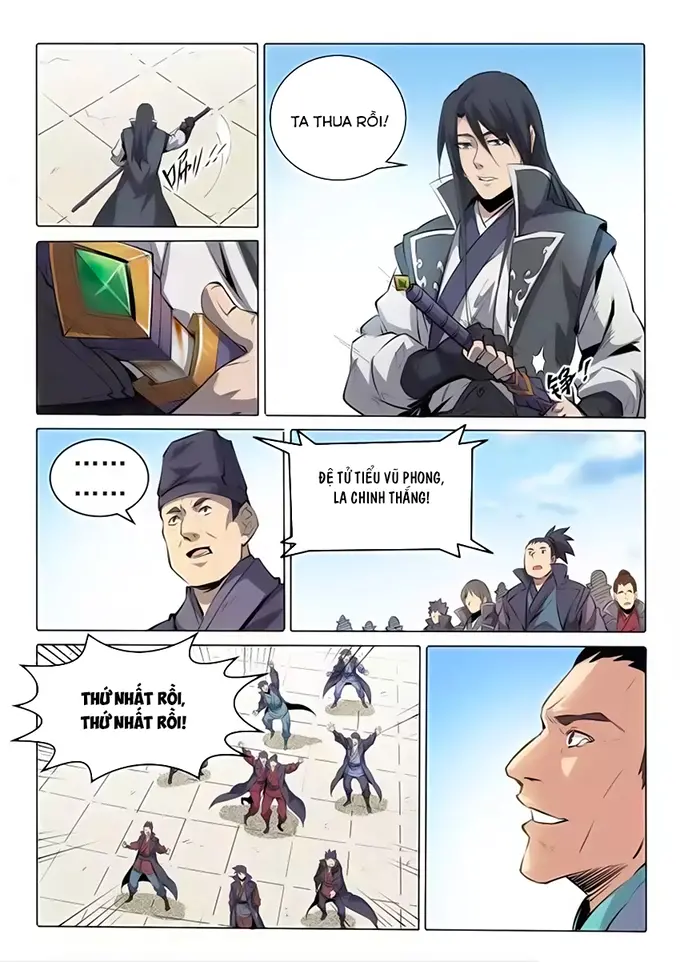 TA THUA RỒI!
……
……
ĐỆ TỬ TIỂU VŨ PHONG,
LA CHINH THẮNG!
THỨ NHẤT RỒI,
THỨ NHẤT RỒI!